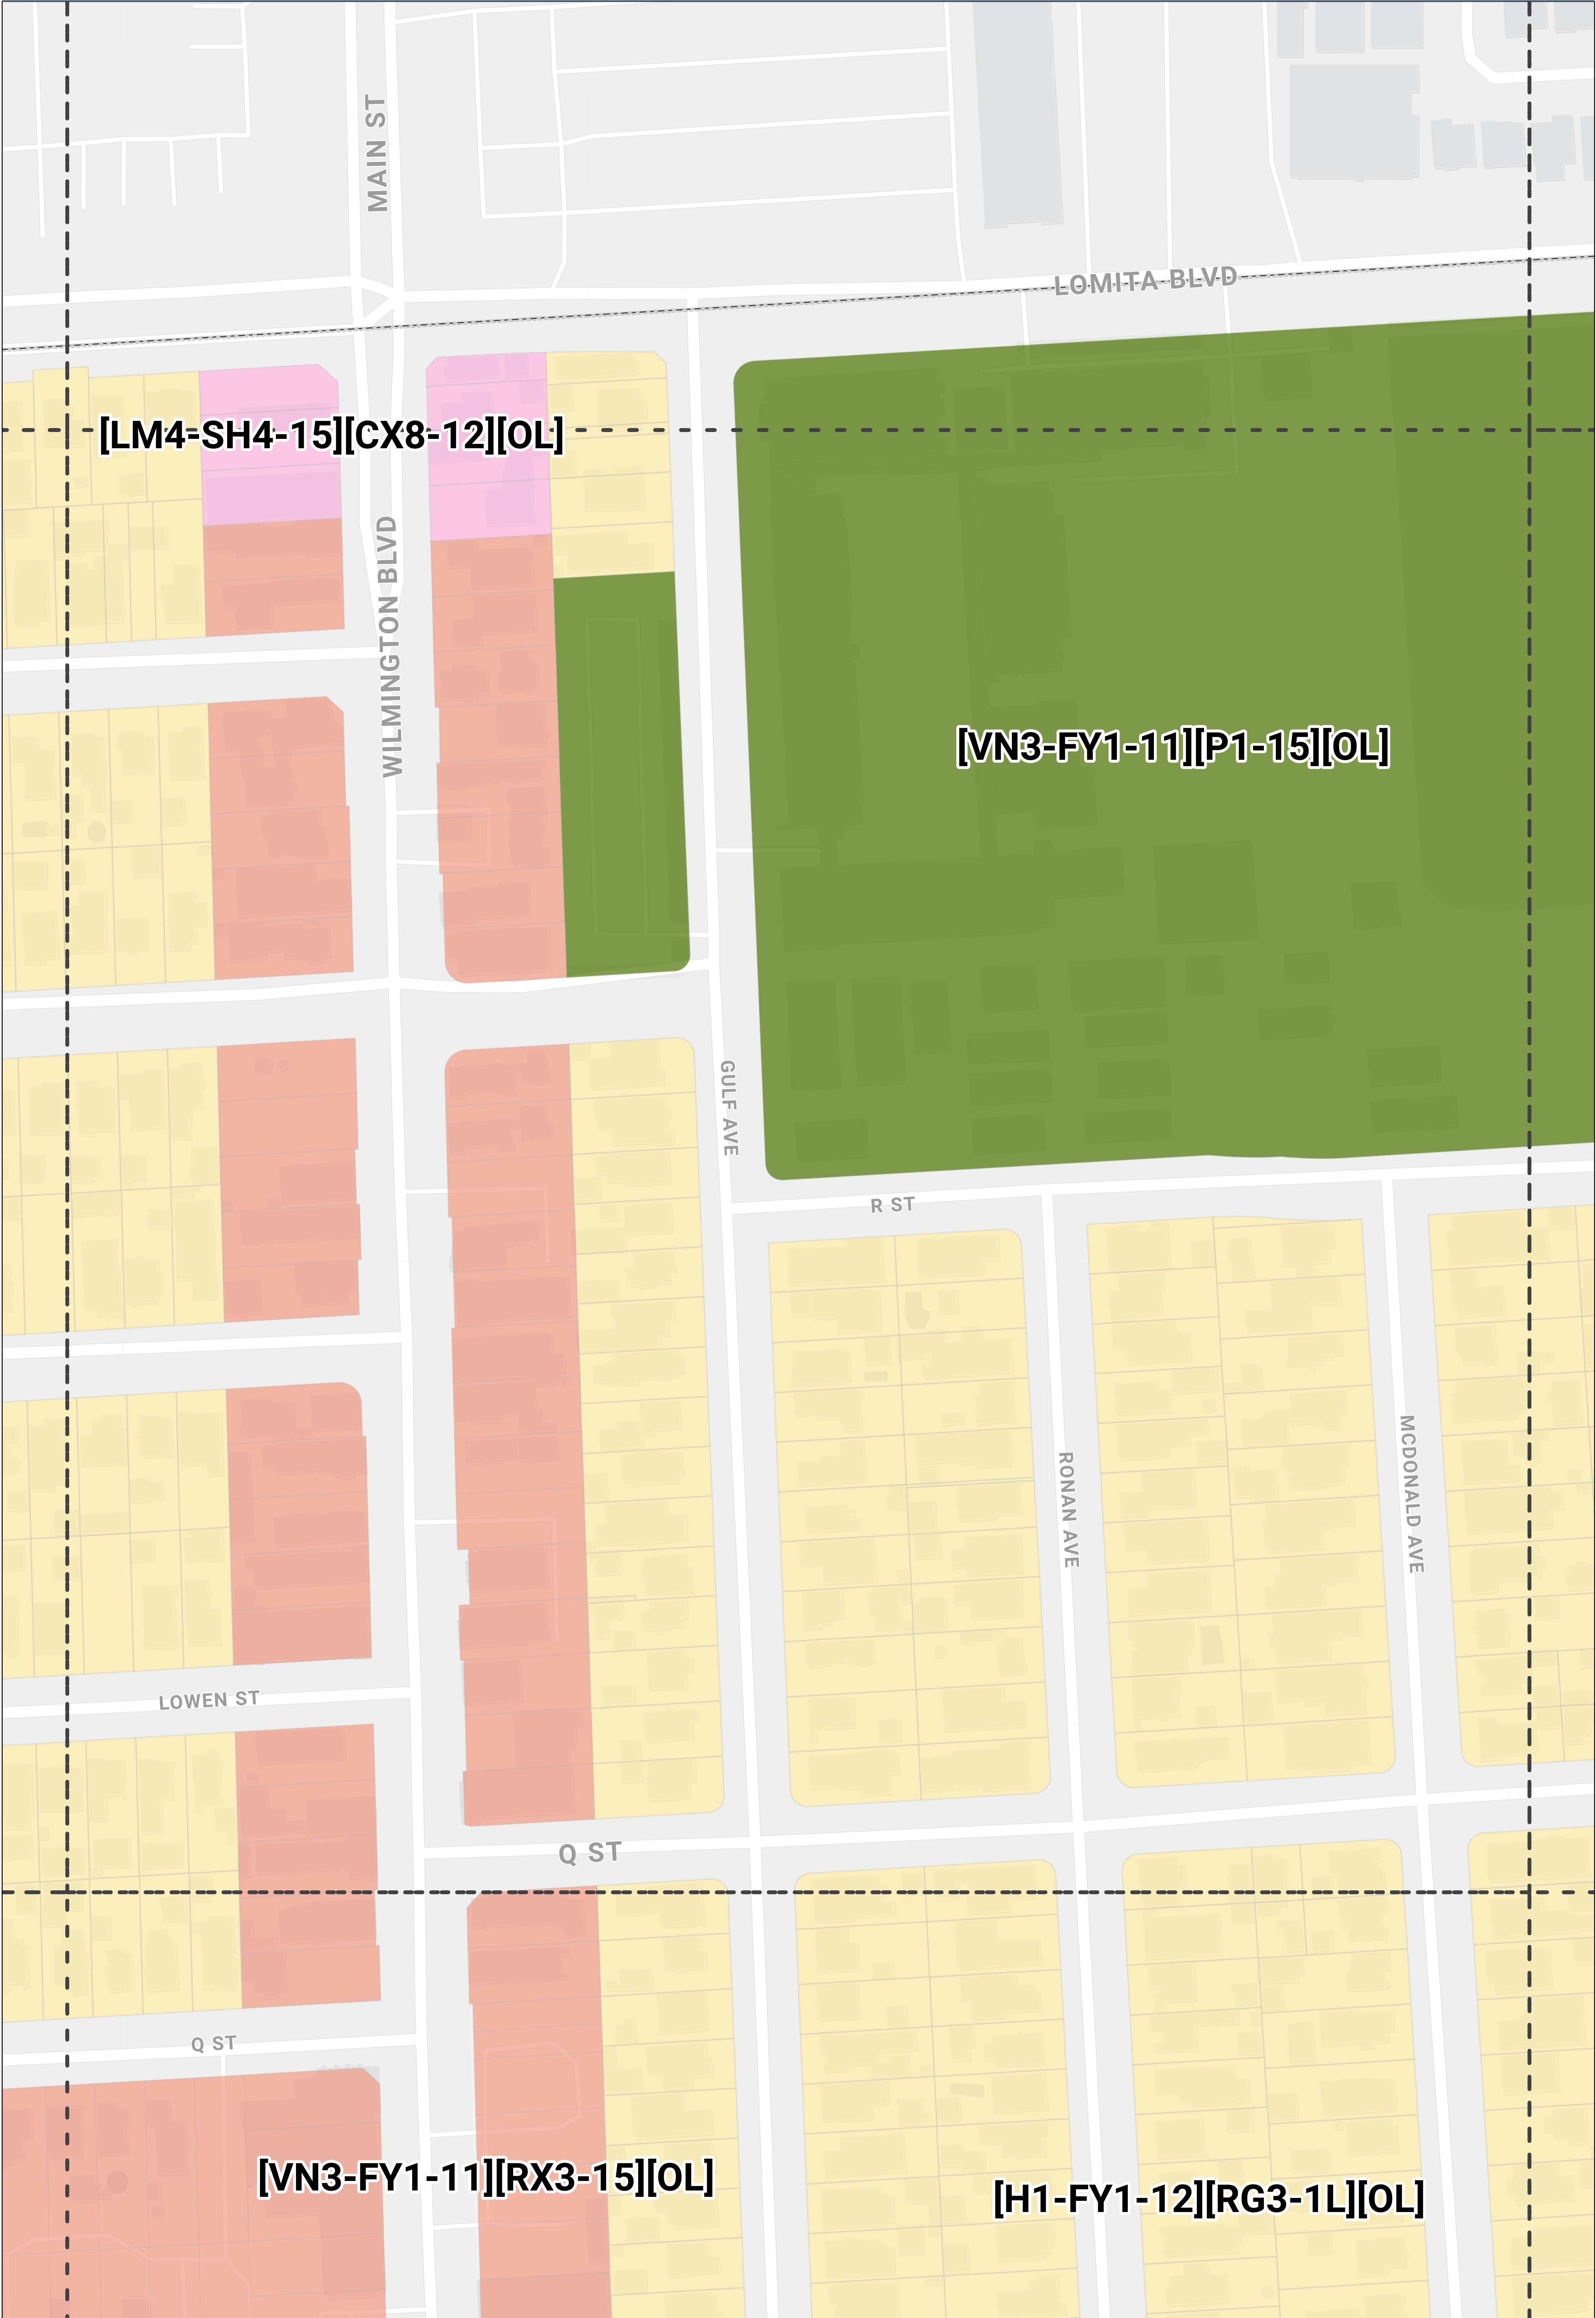 MAIN ST
LOMITA BLVD
[LM4-SH4-15][CX8-12][OL]
WILMINGTON BLVD
[VN3-FY1-11][P1-15][OL]
GULF AVE
R ST
RONAN AVE
MCDONALD AVE
LOWEN ST
Q ST
Q ST
[VN3-FY1-11][RX3-15][OL]
[H1-FY1-12][RG3-1L][OL]